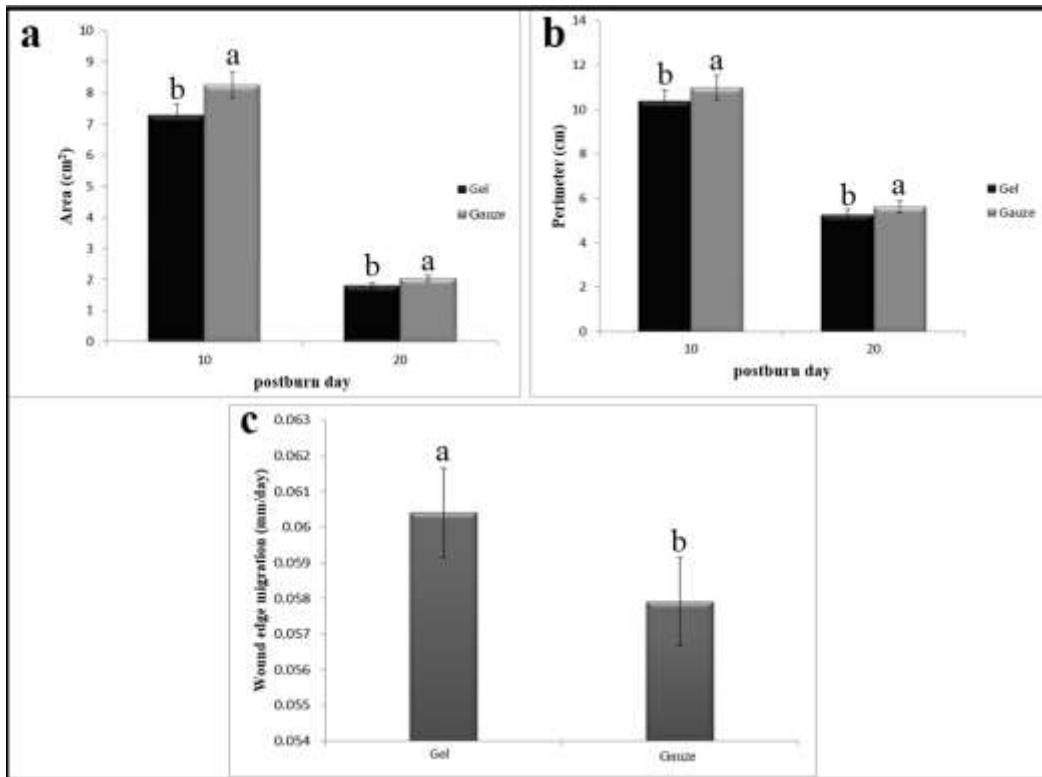 a
Area (cm²)
10
9
8
7
6
5
4
3
2
1
0
b
a
b
a
10
20
postburn day
Gel
Gauze
b
Perimeter (cm)
14
12
10
8
6
4
2
0
b
a
b
a
10
20
postburn day
Gel
Gauze
c
Wound edge migration (mm/day)
0.063
0.062
0.061
0.06
0.059
0.058
0.057
0.056
0.055
0.054
a
b
Gel
Gauze